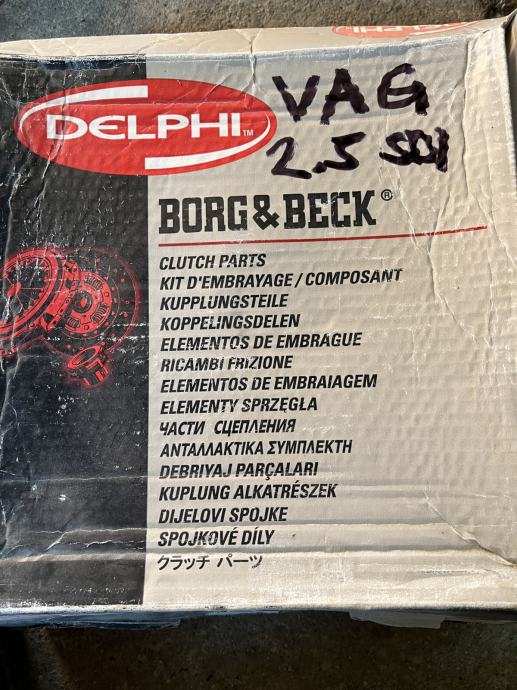 DELPHI™
VAG
2.5 SDI
BORG & BECK®
CLUTCH PARTS
KIT D'EMBRAYAGE / COMPOSANT
KUPPLUNGSTEILE
KOPPELINGSDELEN
ELEMENTOS DE EMBRAGUE
RICAMBI FRIZIONE
ELEMENTOS DE EMBRAIAGEM
ELEMENTY SPRZĘGLA
ЧАСТИ СЦЕПЛЕНИЯ
ΑΝΤΑΛΛΑΚΤΙΚΑ ΣΥΜΠΛΕΚΤΗ
DEBRIYAJ PARÇALARI
KUPLUNG ALKATRÉSZEK
DIJELOVI SPOJKE
SPOJKOVÉ DÍLY
クラッチ パーツ